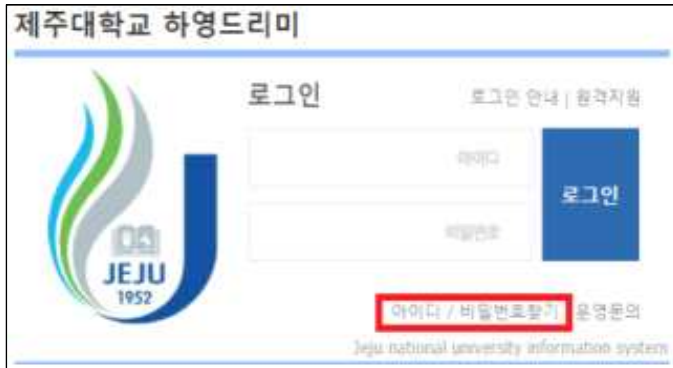 제주대학교 하영드리미
로그인
로그인 안내 | 원격지원
아이디
로그인
비밀번호
JEJU
1952
아이디 / 비밀번호찾기
운영문의
Jeju national university information system